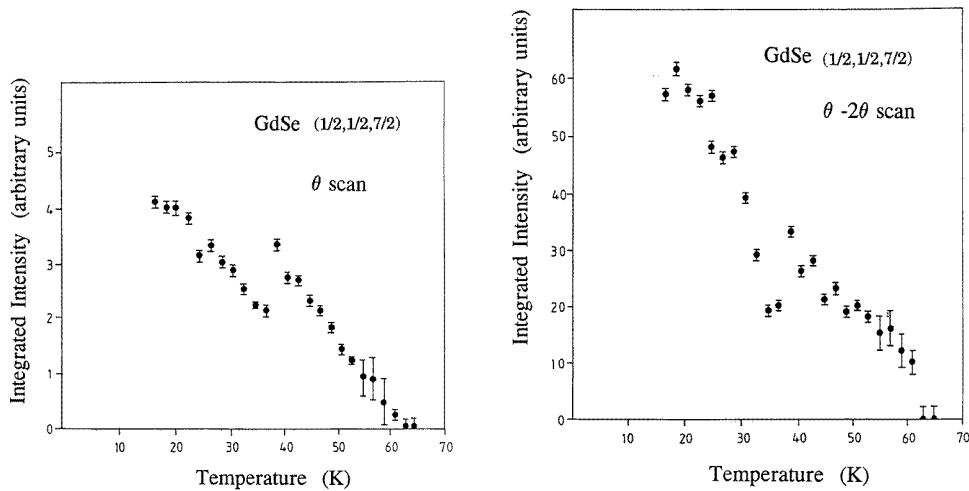 Integrated Intensity (arbitrary units)
GdSe (1/2,1/2,7/2)
θ scan
5
4
3
2
1
0
10 20 30 40 50 60 70
Temperature (K)
Integrated Intensity (arbitrary units)
GdSe (1/2,1/2,7/2)
θ -2θ scan
60
50
40
30
20
10
0
10 20 30 40 50 60 70
Temperature (K)